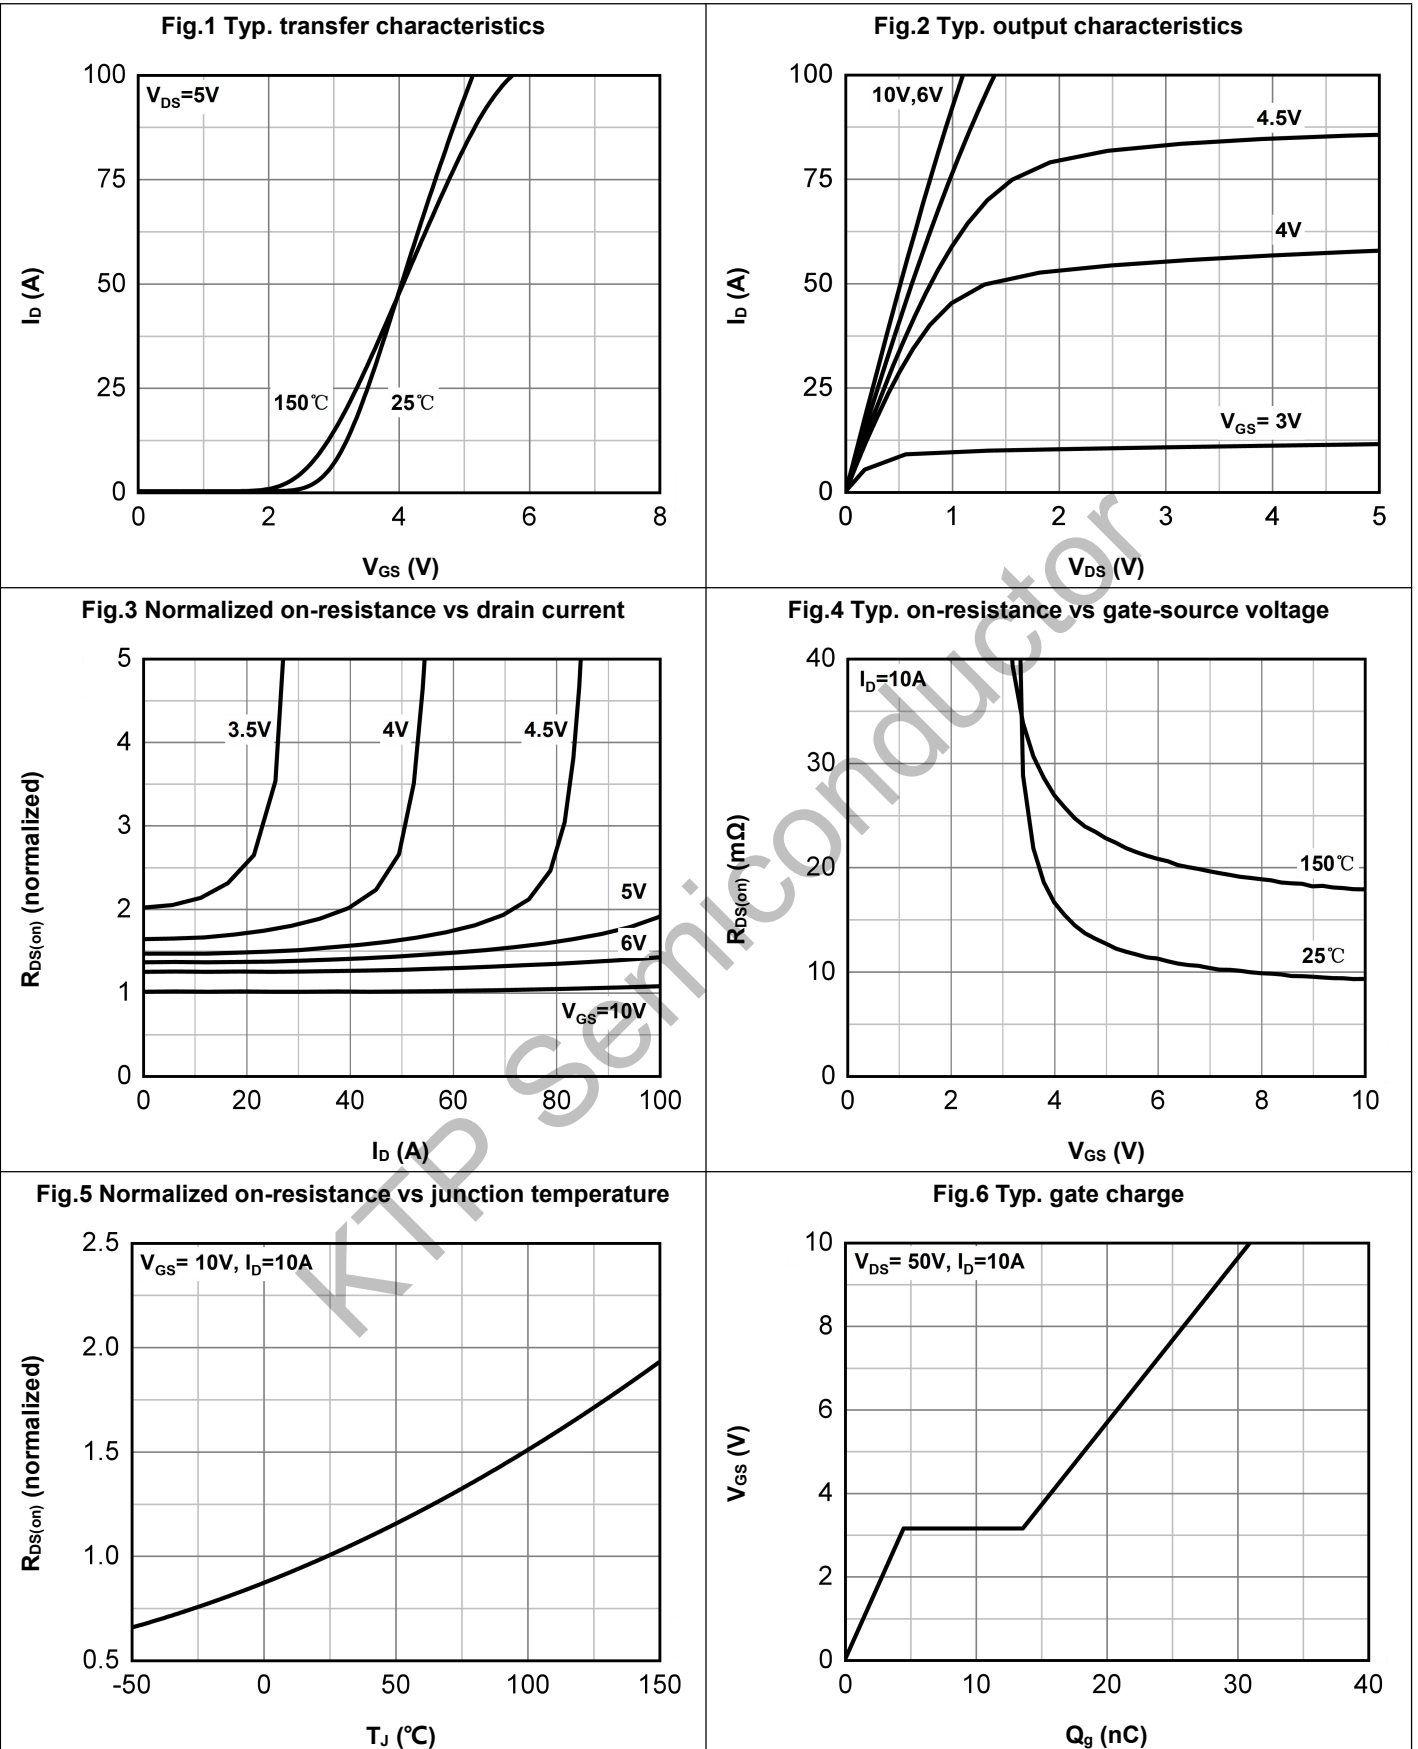 Fig.1 Typ. transfer characteristics
100
75
50
25
0
0 2 4 6 8
V_DS=5V
150℃
25℃
I_D (A)
V_GS (V)
Fig.2 Typ. output characteristics
100
75
50
25
0
0 1 2 3 4 5
10V,6V
4.5V
4V
V_GS= 3V
I_D (A)
V_DS (V)
Fig.3 Normalized on-resistance vs drain current
5
4
3
2
1
0
0 20 40 60 80 100
3.5V
4V
4.5V
5V
6V
V_GS=10V
R_DS(on) (normalized)
I_D (A)
Fig.4 Typ. on-resistance vs gate-source voltage
40
30
20
10
0
0 2 4 6 8 10
I_D=10A
150℃
25℃
R_DS(on) (mΩ)
V_GS (V)
Fig.5 Normalized on-resistance vs junction temperature
2.5
2.0
1.5
1.0
0.5
-50 0 50 100 150
V_GS= 10V, I_D=10A
R_DS(on) (normalized)
T_J (℃)
Fig.6 Typ. gate charge
10
8
6
4
2
0
0 10 20 30 40
V_DS= 50V, I_D=10A
V_GS (V)
Q_g (nC)
KTP Semiconductor